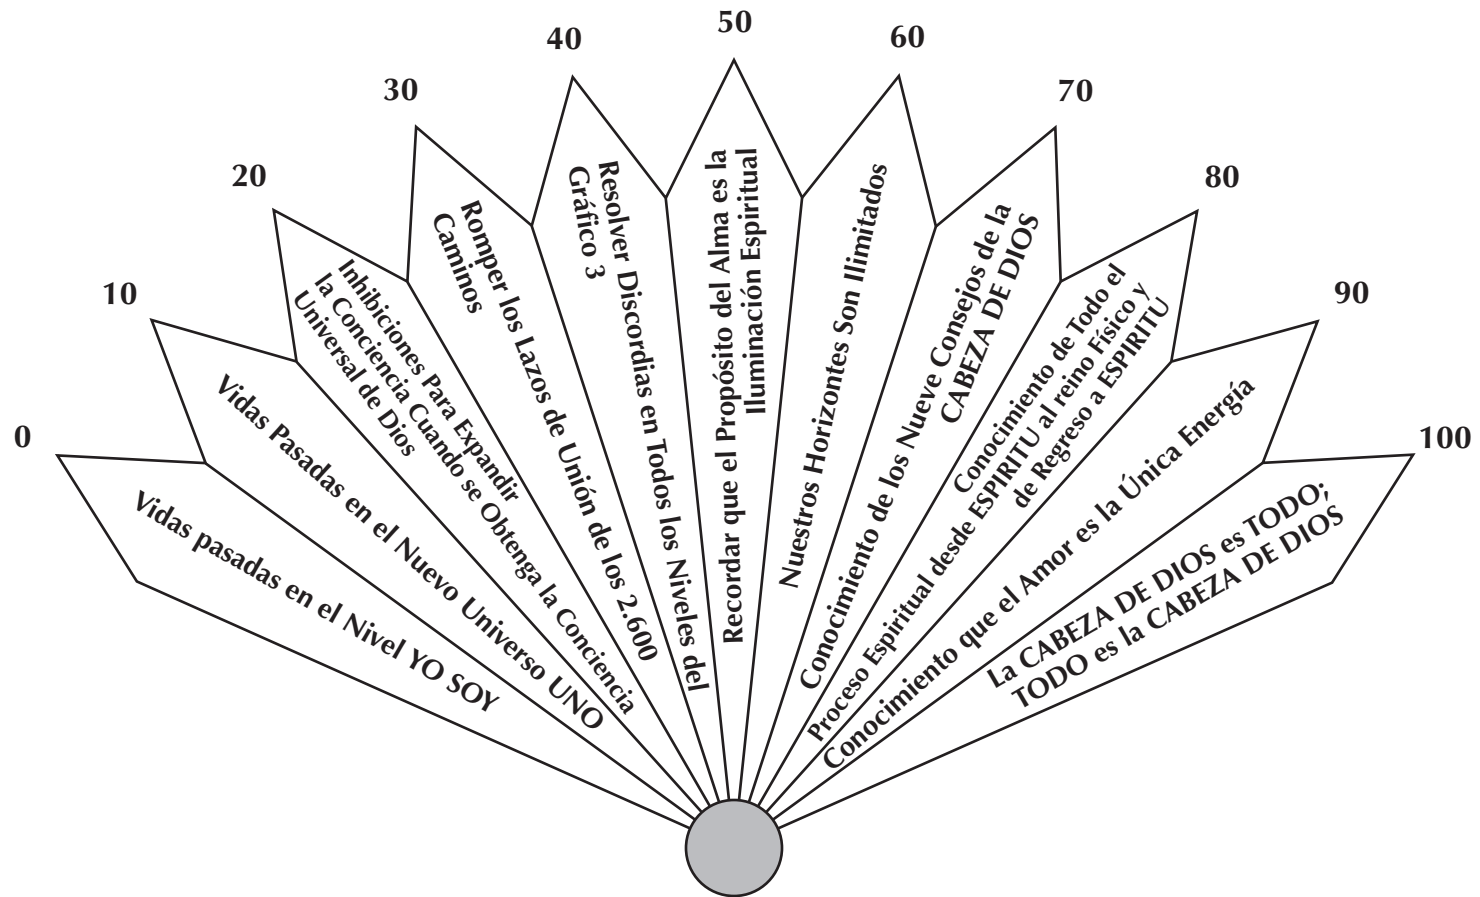 0
Vidas pasadas en el Nivel YO SOY
10
Vidas Pasadas en el Nuevo Universo UNO
20
Inhibiciones Para Expandir
la Conciencia Cuando se Obtenga la Conciencia
Universal de Dios
30
Romper los Lazos de Unión de los 2.600
Caminos
40
Resolver Discordias en Todos los Niveles del
Gráfico 3
50
Recordar que el Propósito del Alma es la
Iluminación Espiritual
60
Nuestros Horizontes Son Ilimitados
70
Conocimiento de los Nueve Consejos de la
CABEZA DE DIOS
80
Conocimiento de Todo el
Proceso Espiritual desde ESPIRITU al reino Físico y
de Regreso a ESPIRITU
90
Conocimiento que el Amor es la Única Energía
100
La CABEZA DE DIOS es TODO;
TODO es la CABEZA DE DIOS